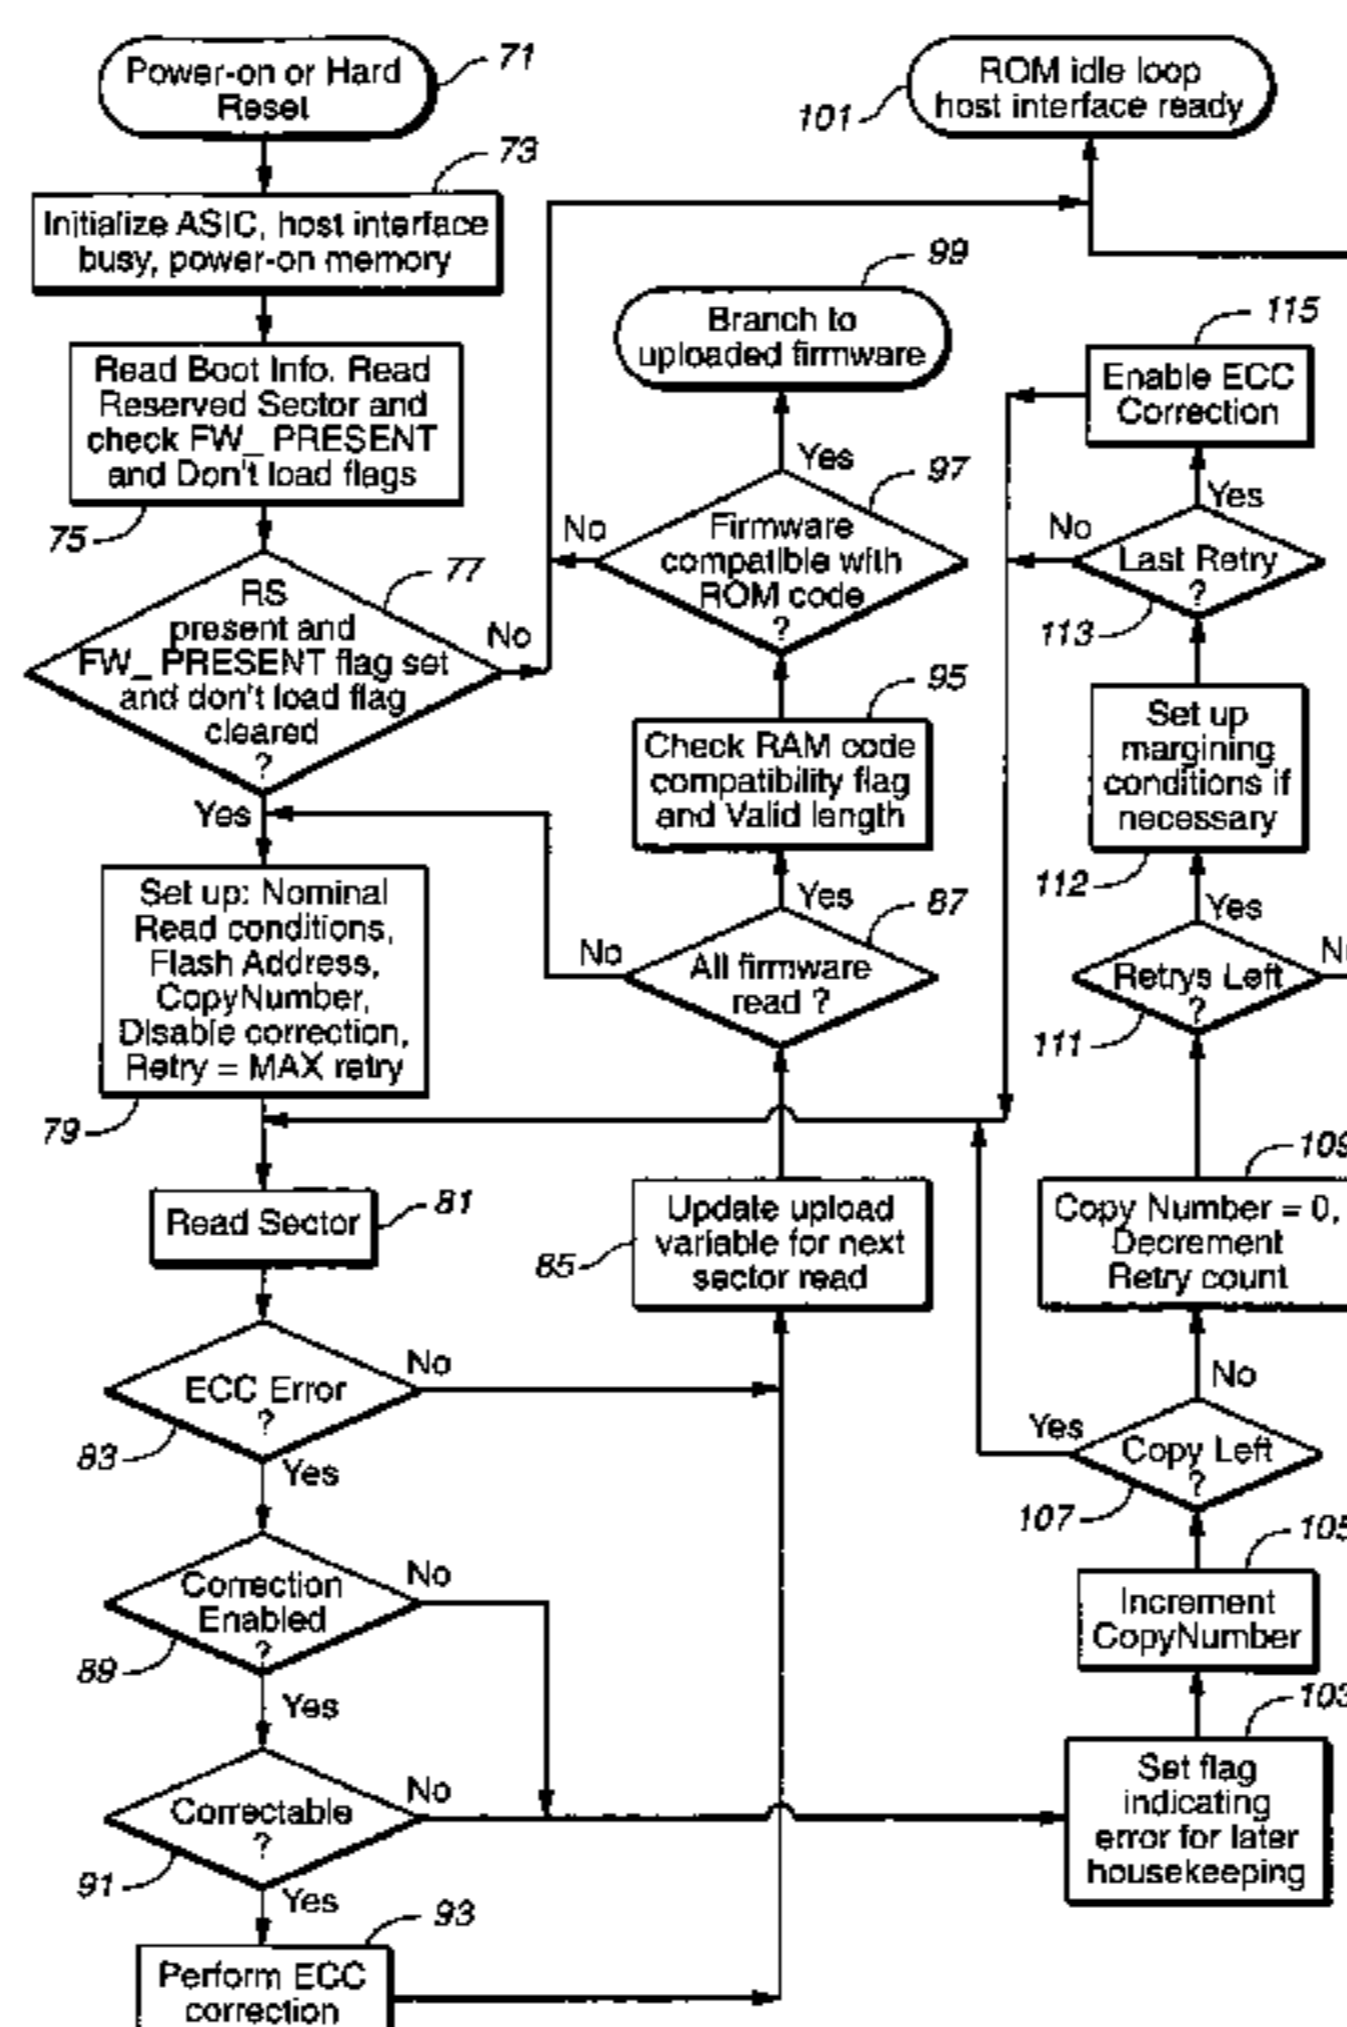 Power-on or Hard
Reset
71
73
Initialize ASIC, host interface
busy, power-on memory
Read Boot Info. Read
Reserved Sector and
check FW_ PRESENT
and Don't load flags
75
77
RS
present and
FW_ PRESENT flag set
and don't load flag
cleared
?
No
Yes
Set up: Nominal
Read conditions,
Flash Address,
CopyNumber,
Disable correction,
Retry = MAX retry
79
Read Sector
81
ECC Error
?
83
No
Yes
Correction
Enabled
?
89
No
Yes
Correctable
?
91
No
Yes
93
Perform ECC
correction
ROM idle loop
host interface ready
101
99
Branch to
uploaded firmware
Yes
97
No
Firmware
compatible with
ROM code
?
95
Check RAM code
compatibility flag
and Valid length
Yes
87
No
All firmware
read ?
Update upload
variable for next
sector read
85
115
Enable ECC
Correction
Yes
No
Last Retry
?
113
Set up
margining
conditions if
necessary
112
Yes
Retrys Left
?
111
109
Copy Number = 0,
Decrement
Retry count
No
Yes
Copy Left
?
107
105
Increment
CopyNumber
103
Set flag
indicating
error for later
housekeeping